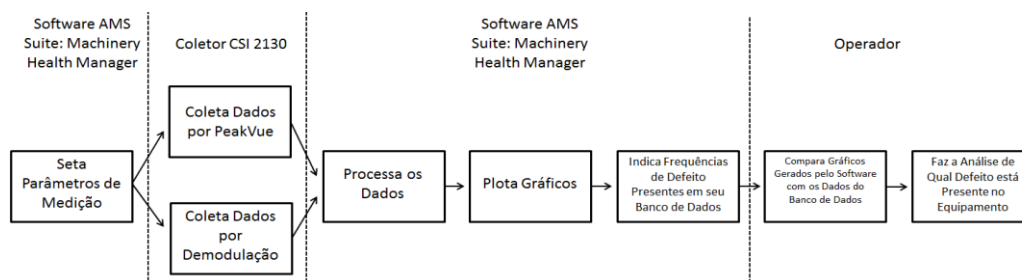 Software AMS
Suite: Machinery
Health Manager
Coletor CSI 2130
Software AMS
Suite: Machinery
Health Manager
Operador
Seta
Parâmetros de
Medição
Coleta Dados
por PeakVue
Coleta Dados
por
Demodulação
Processa os
Dados
Plota Gráficos
Indica Frequências
de Defeito
Presentes em seu
Banco de Dados
Compara Gráficos
Gerados pelo Software
com os Dados do
Banco de Dados
Faz a Análise de
Qual Defeito está
Presente no
Equipamento